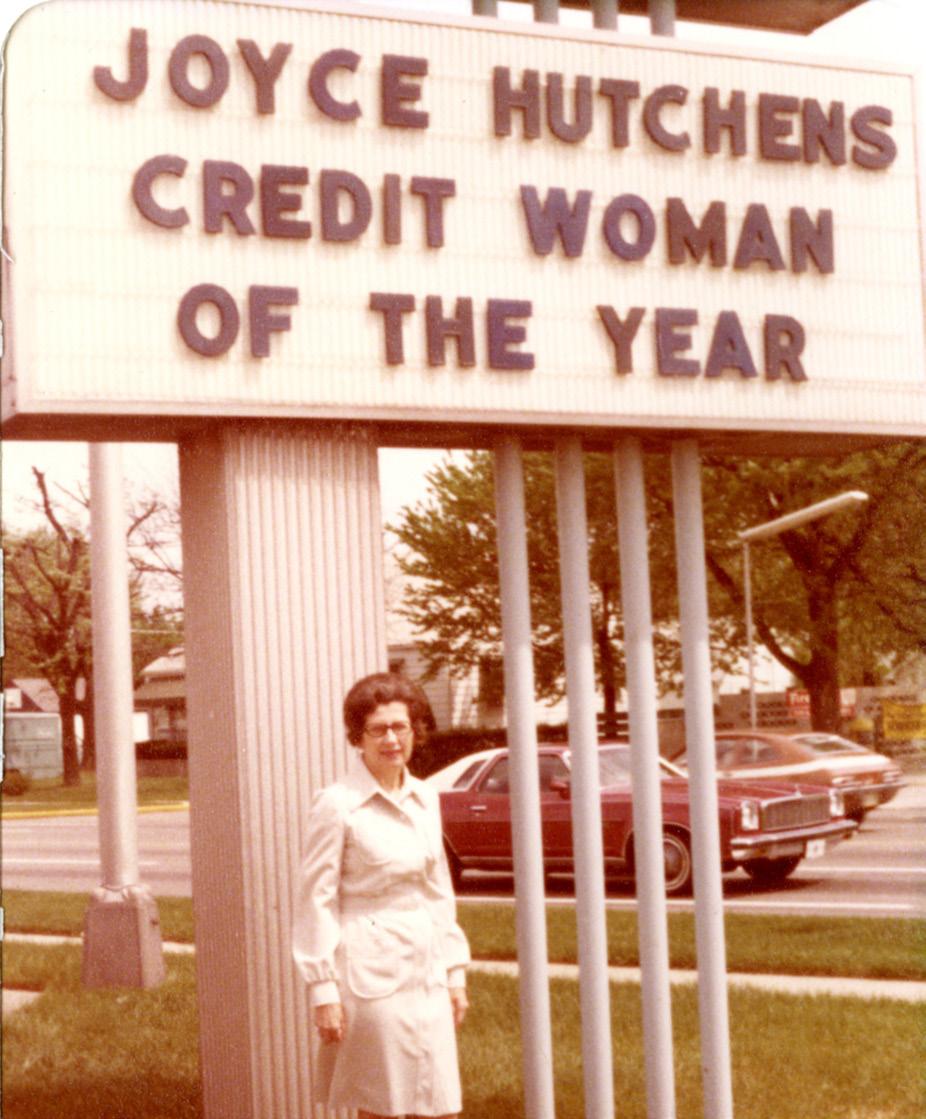 JOYCE HUTCHENS
CREDIT WOMAN
OF THE YEAR